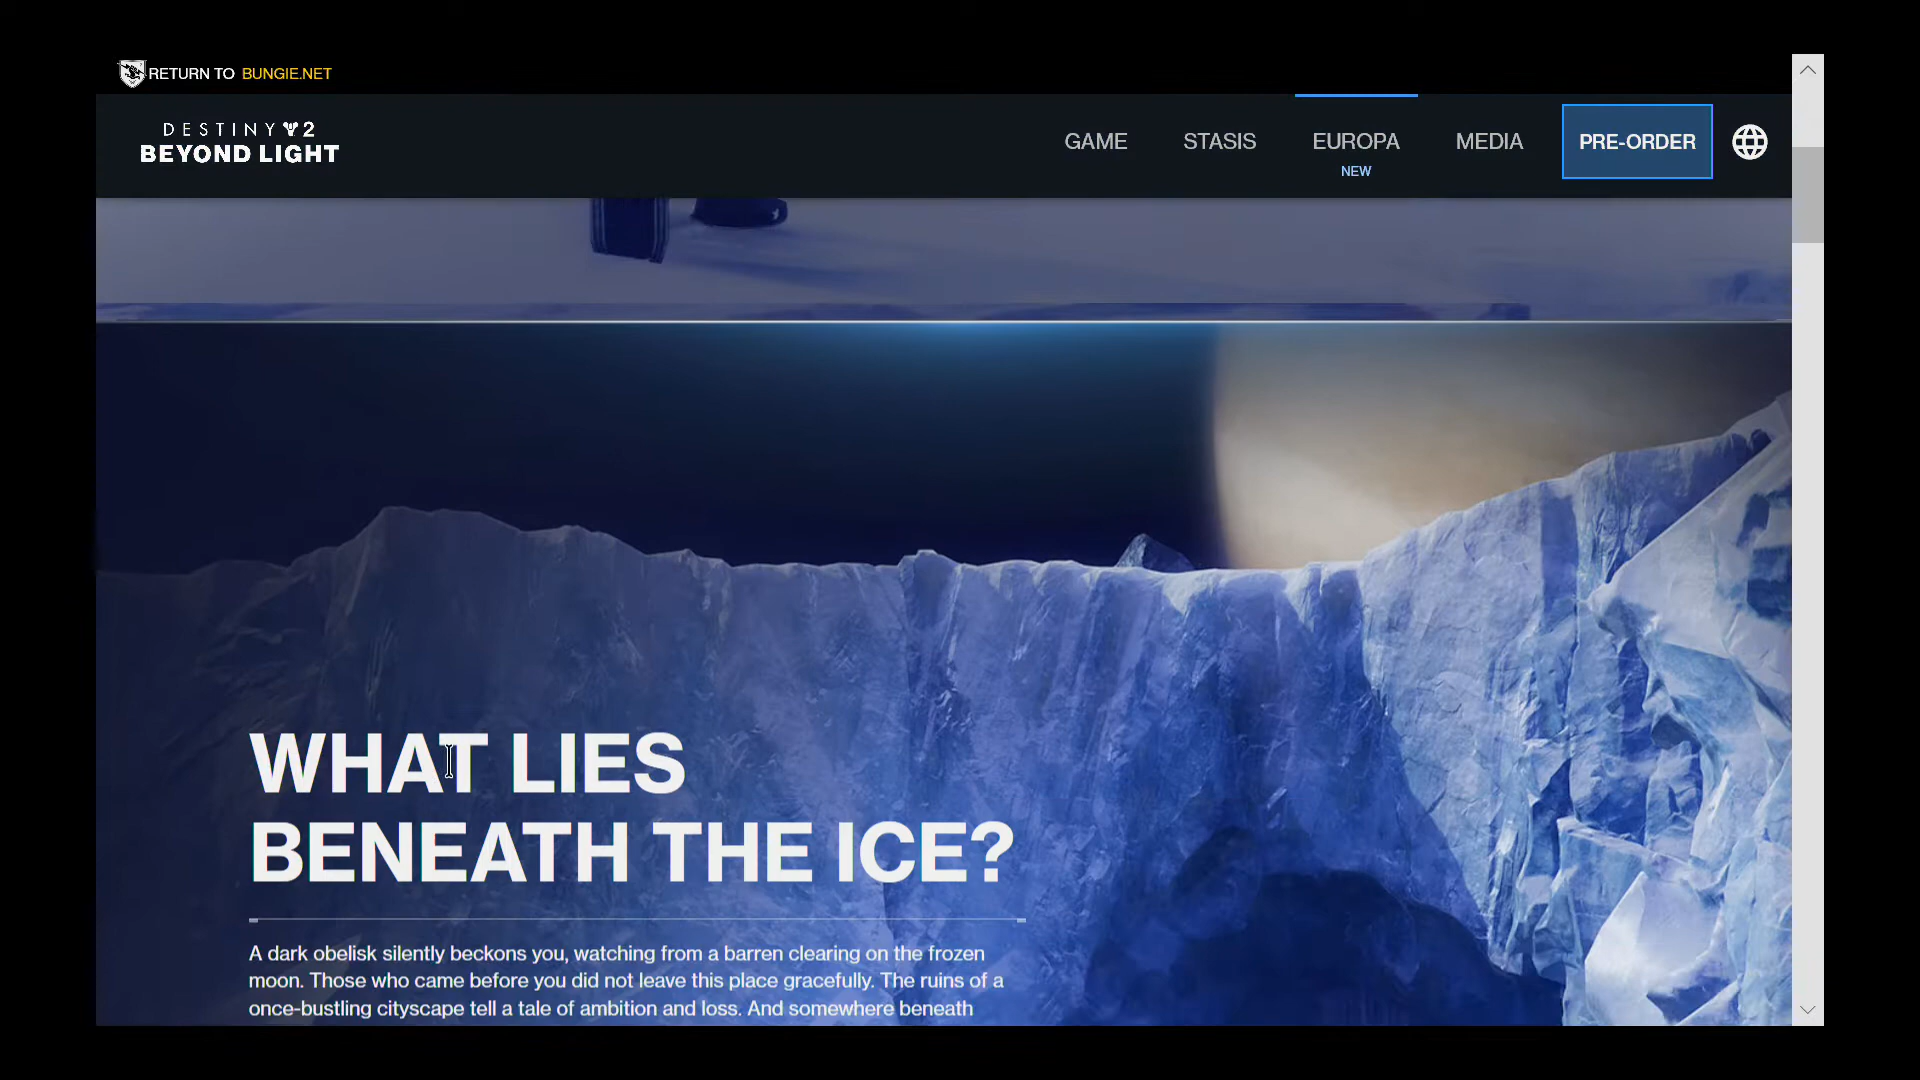 RETURN TO BUNGIE.NET
DESTINY 2
BEYOND LIGHT
GAME
STASIS
EUROPA
NEW
MEDIA
PRE-ORDER
WHAT LIES
BENEATH THE ICE?
A dark obelisk silently beckons you, watching from a barren clearing on the frozen
moon. Those who came before you did not leave this place gracefully. The ruins of a
once-bustling cityscape tell a tale of ambition and loss. And somewhere beneath